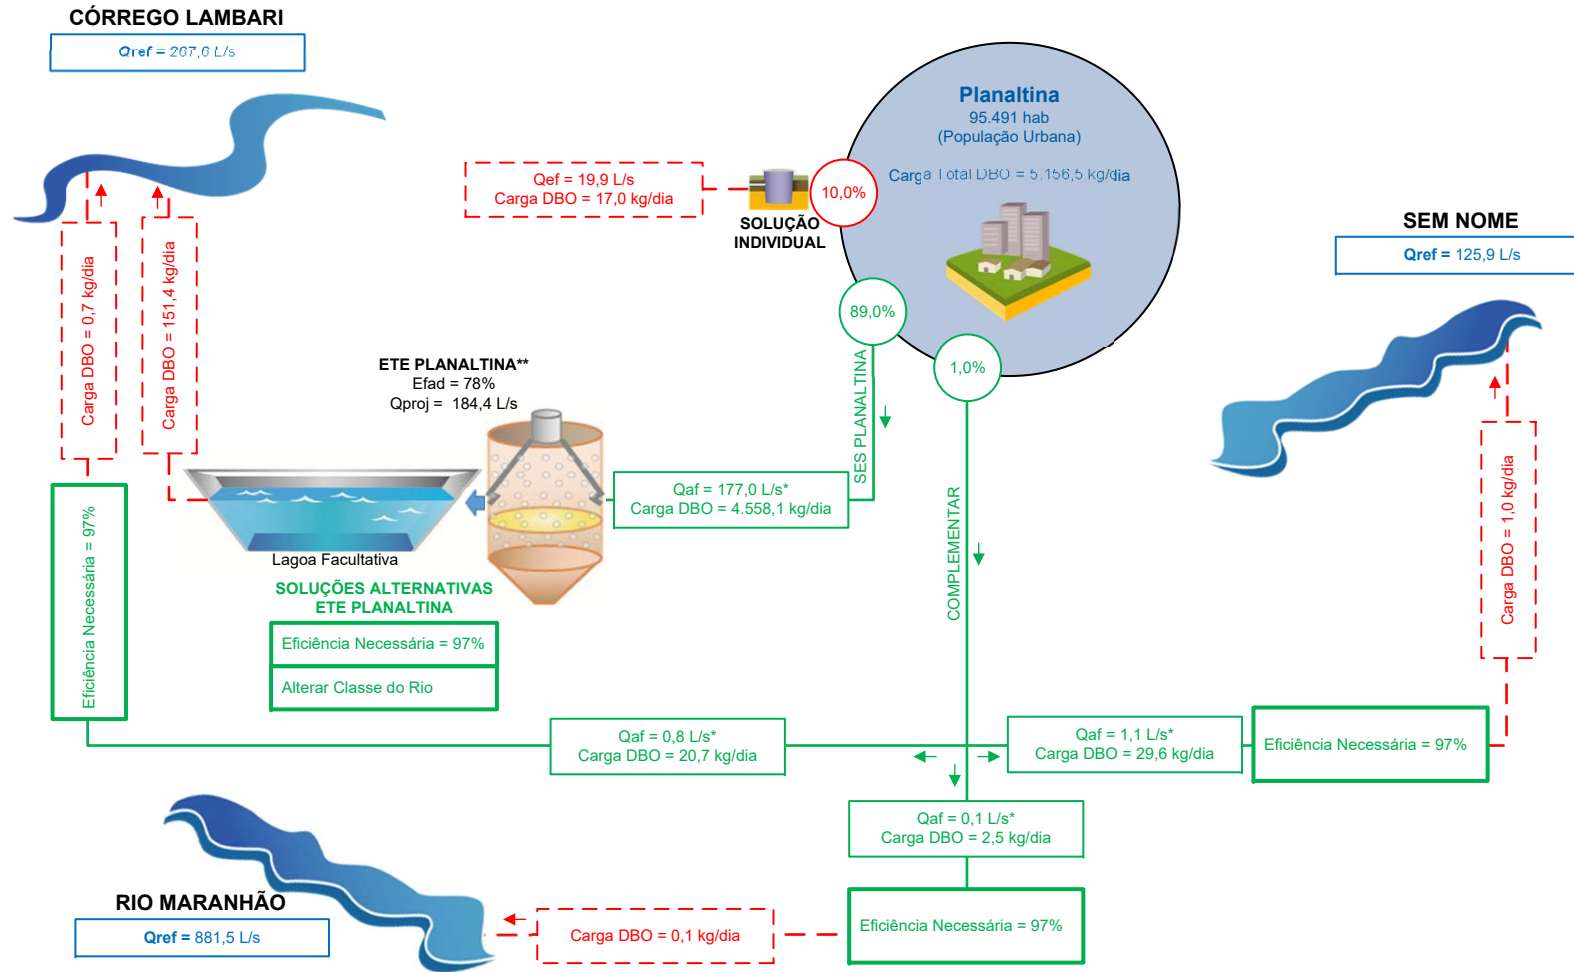 CÓRREGO LAMBARI
Qref = 267,6 L/s
Planaltina
95.491 hab
(População Urbana)
Carga Total DBO = 5.156,5 kg/dia
Qef = 19,9 L/s
Carga DBO = 17,0 kg/dia
10,0%
SOLUÇÃO
INDIVIDUAL
SEM NOME
Qref = 125,9 L/s
89,0%
1,0%
Carga DBO = 0,7 kg/dia
Carga DBO = 151,4 kg/dia
ETE PLANALTINA**
Efad = 78%
Qproj = 184,4 L/s
SES PLANALTINA
Qaf = 177,0 L/s*
Carga DBO = 4.558,1 kg/dia
COMPLEMENTAR
Carga DBO = 1,0 kg/dia
Eficiência Necessária = 97%
Lagoa Facultativa
SOLUÇÕES ALTERNATIVAS
ETE PLANALTINA
Eficiência Necessária = 97%
Alterar Classe do Rio
Qaf = 0,8 L/s*
Carga DBO = 20,7 kg/dia
Qaf = 1,1 L/s*
Carga DBO = 29,6 kg/dia
Eficiência Necessária = 97%
Qaf = 0,1 L/s*
Carga DBO = 2,5 kg/dia
RIO MARANHÃO
Qref = 881,5 L/s
Carga DBO = 0,1 kg/dia
Eficiência Necessária = 97%